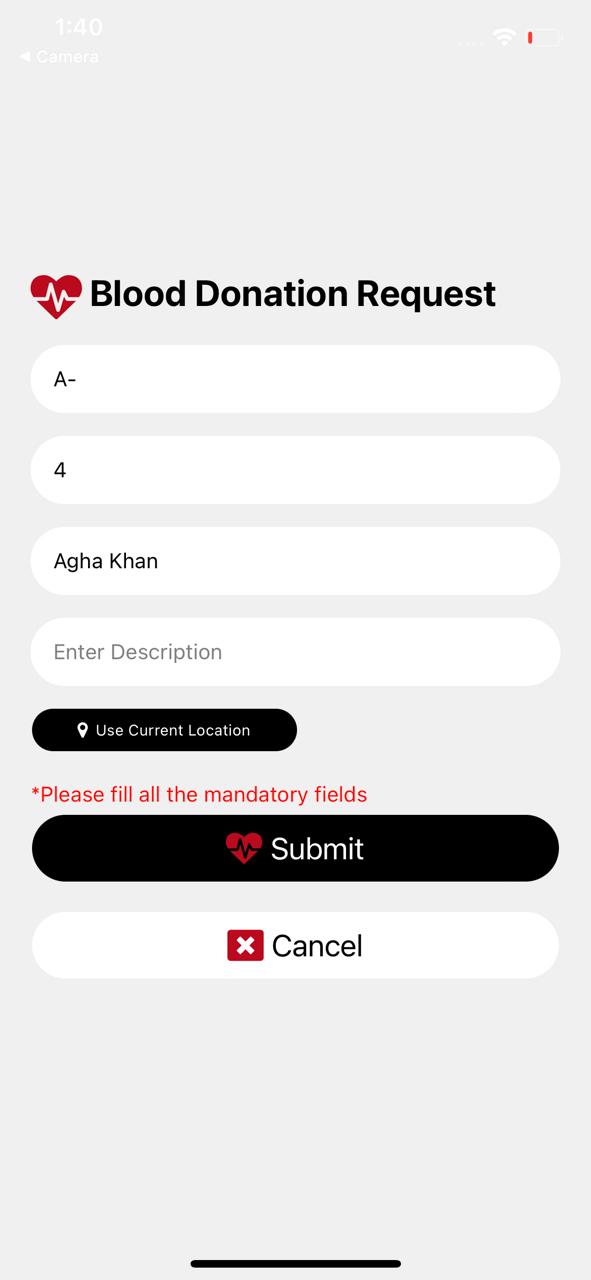 1:40
◀ Camera
Blood Donation Request
A-
4
Agha Khan
Enter Description
Use Current Location
*Please fill all the mandatory fields
Submit
Cancel